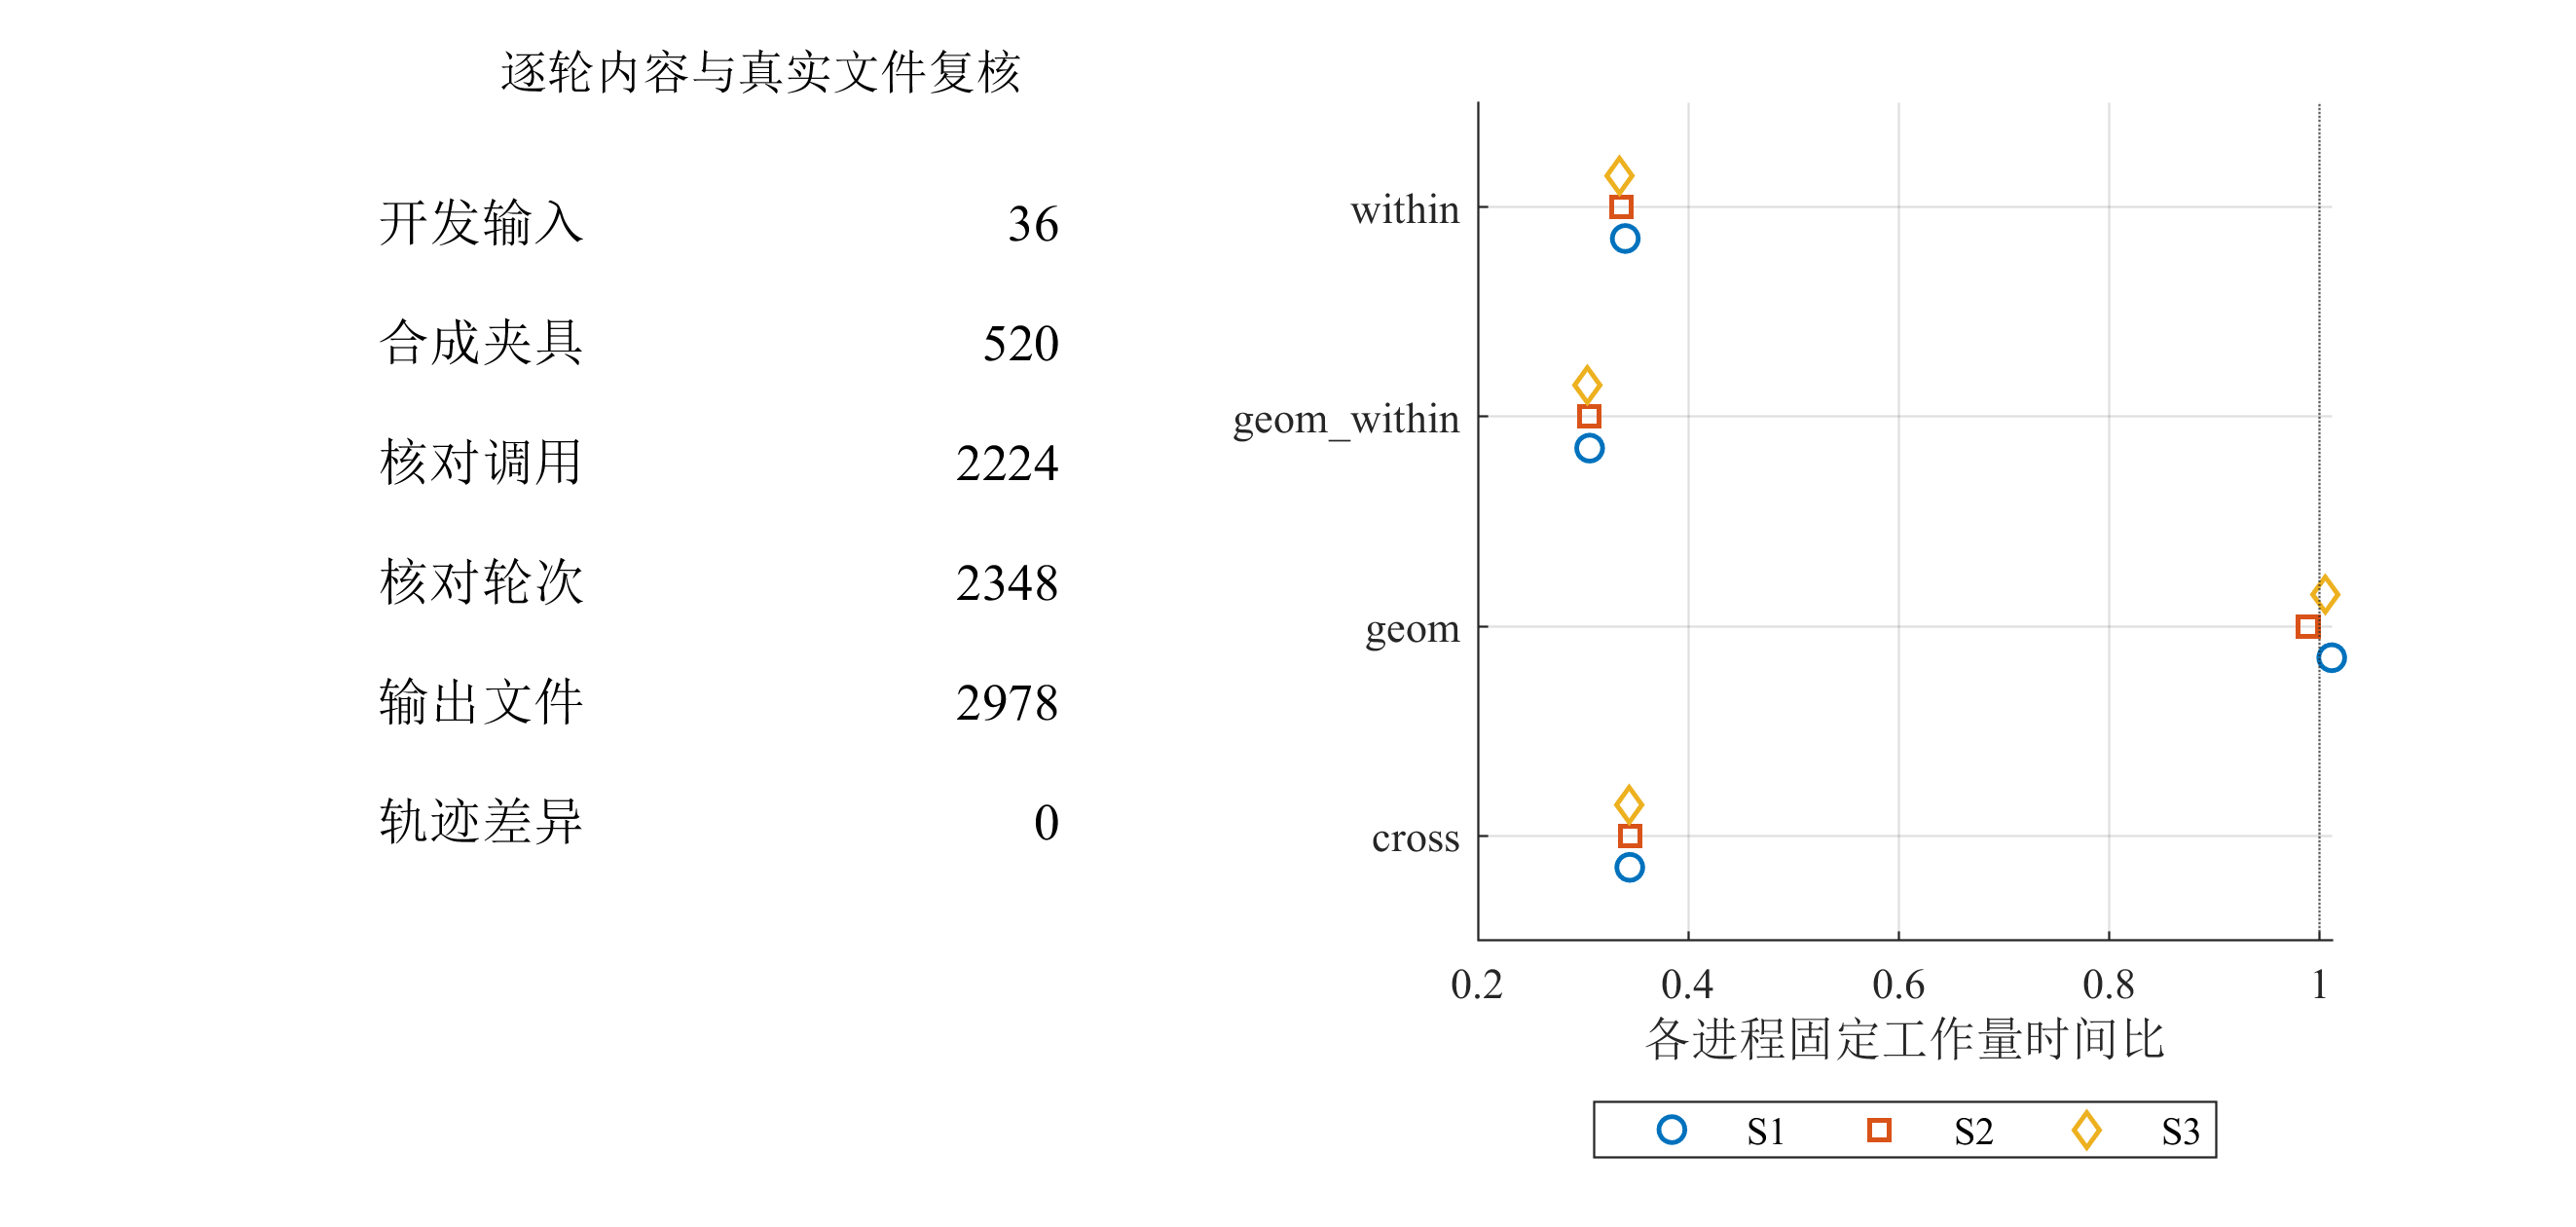 逐轮内容与真实文件复核
开发输入 36
合成夹具 520
核对调用 2224
核对轮次 2348
输出文件 2978
轨迹差异 0
within
geom_within
geom
cross
0.2 0.4 0.6 0.8 1
各进程固定工作量时间比
S1 S2 S3